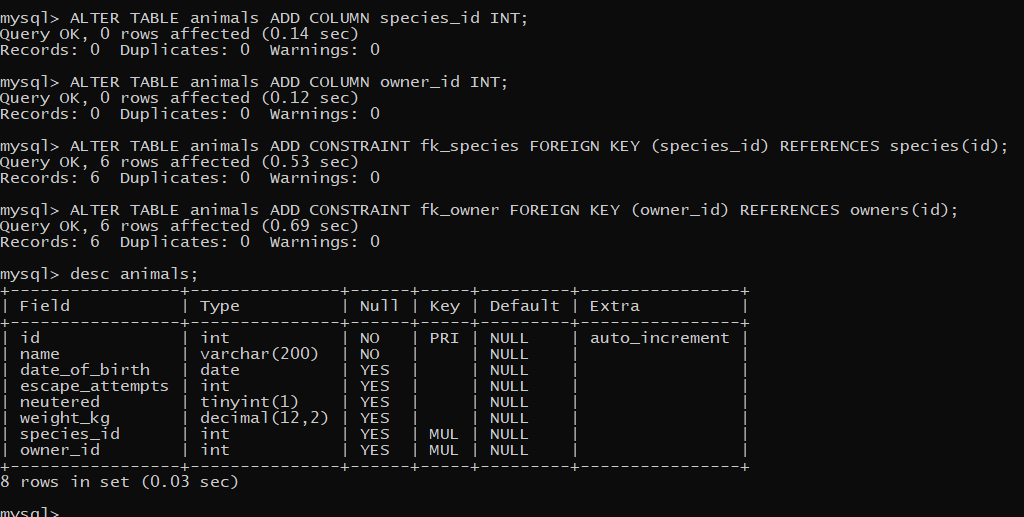 mysql> ALTER TABLE animals ADD COLUMN species_id INT;
Query OK, 0 rows affected (0.14 sec)
Records: 0  Duplicates: 0  Warnings: 0

mysql> ALTER TABLE animals ADD COLUMN owner_id INT;
Query OK, 0 rows affected (0.12 sec)
Records: 0  Duplicates: 0  Warnings: 0

mysql> ALTER TABLE animals ADD CONSTRAINT fk_species FOREIGN KEY (species_id) REFERENCES species(id);
Query OK, 6 rows affected (0.53 sec)
Records: 6  Duplicates: 0  Warnings: 0

mysql> ALTER TABLE animals ADD CONSTRAINT fk_owner FOREIGN KEY (owner_id) REFERENCES owners(id);
Query OK, 6 rows affected (0.69 sec)
Records: 6  Duplicates: 0  Warnings: 0

mysql> desc animals;
+-----------------+---------------+------+-----+---------+----------------+
| Field           | Type          | Null | Key | Default | Extra          |
+-----------------+---------------+------+-----+---------+----------------+
| id              | int           | NO   | PRI | NULL    | auto_increment |
| name            | varchar(200)  | NO   |     | NULL    |                |
| date_of_birth   | date          | YES  |     | NULL    |                |
| escape_attempts | int           | YES  |     | NULL    |                |
| neutered        | tinyint(1)    | YES  |     | NULL    |                |
| weight_kg       | decimal(12,2) | YES  |     | NULL    |                |
| species_id      | int           | YES  | MUL | NULL    |                |
| owner_id        | int           | YES  | MUL | NULL    |                |
+-----------------+---------------+------+-----+---------+----------------+
8 rows in set (0.03 sec)

mysql>